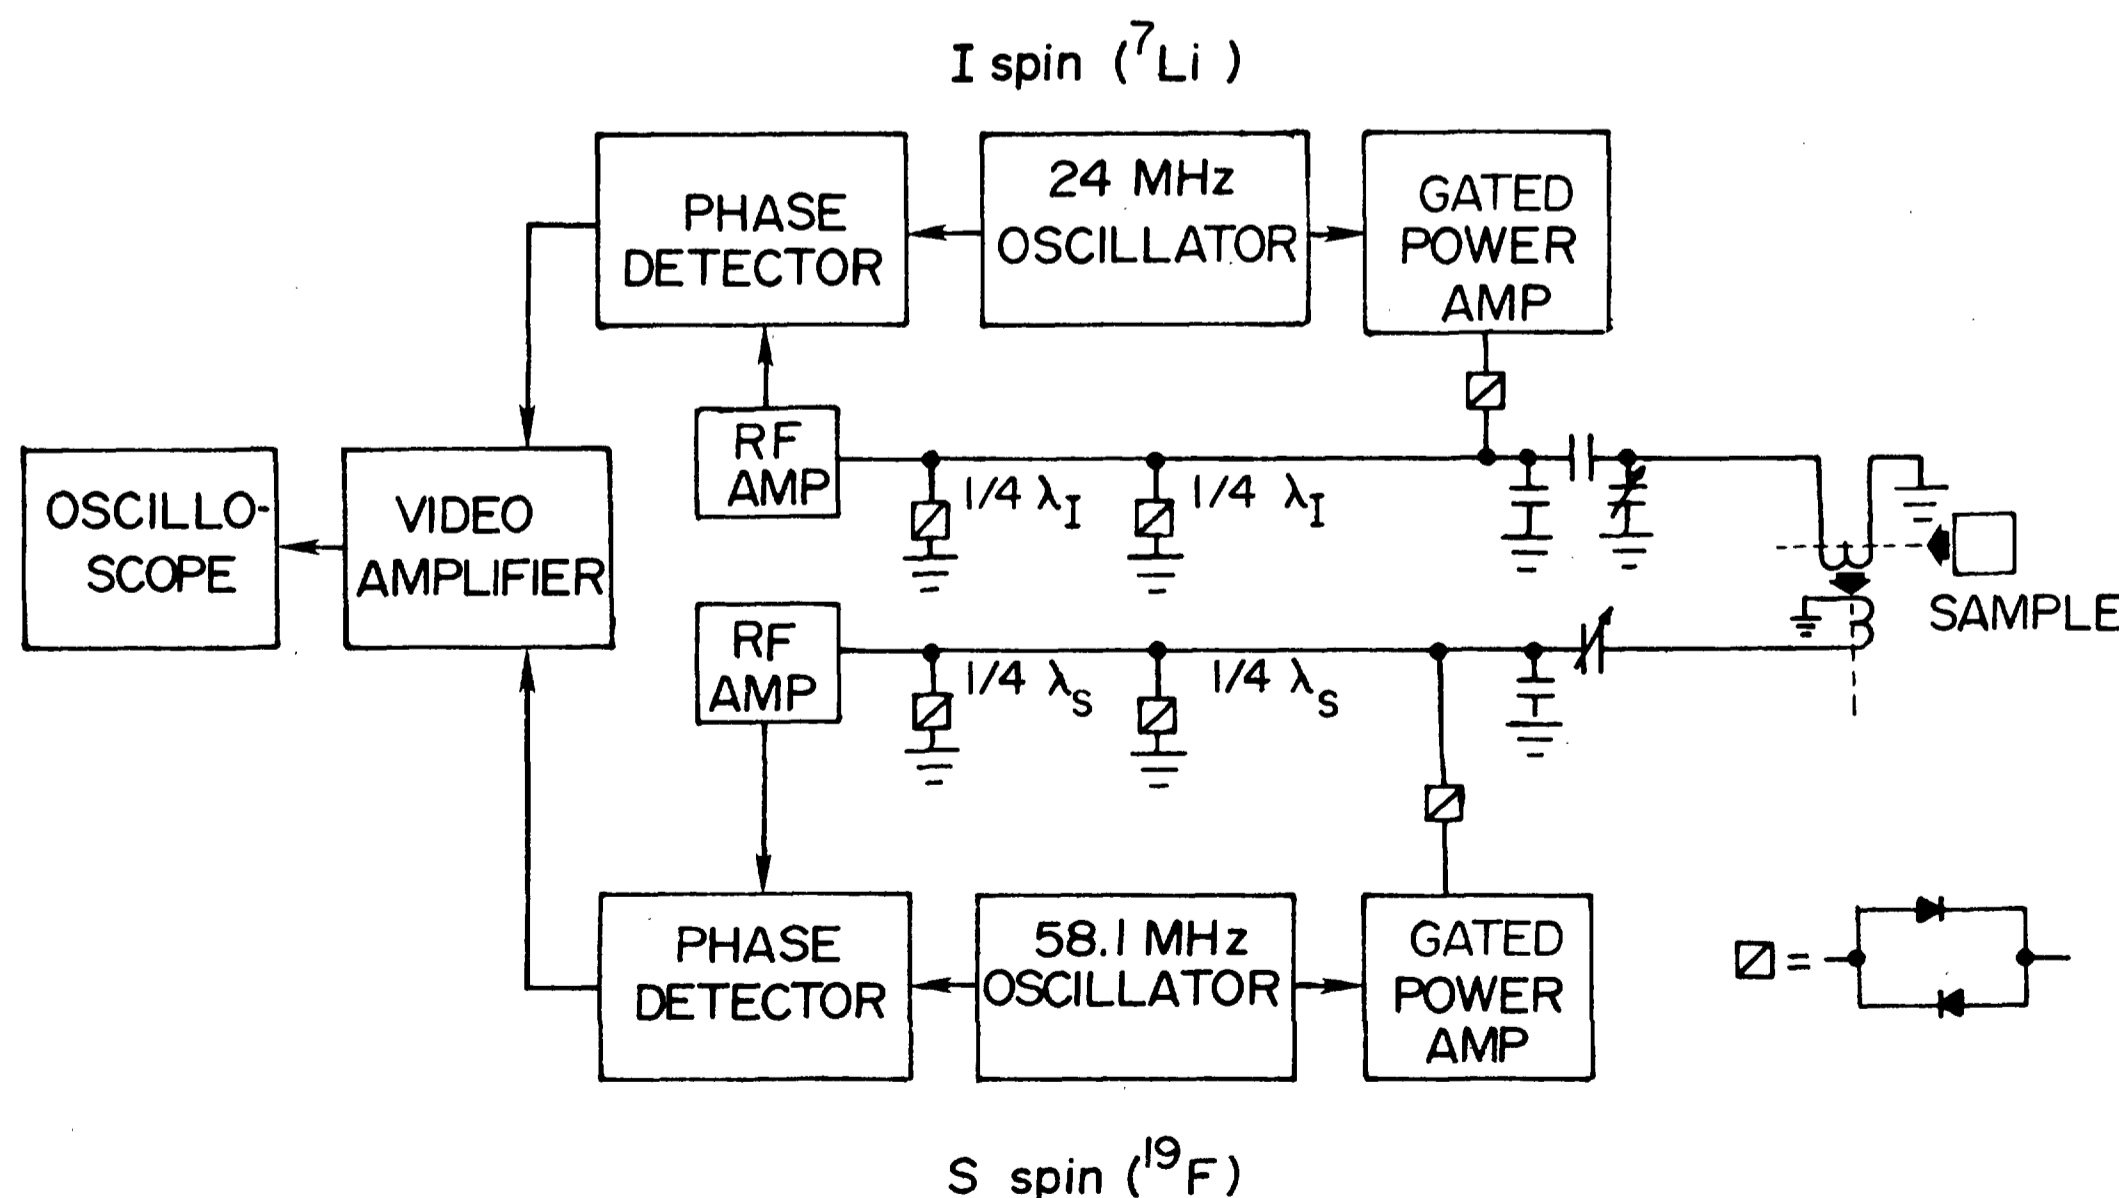 I spin (⁷Li )
PHASE
DETECTOR
24 MHz
OSCILLATOR
GATED
POWER
AMP
RF
AMP
1/4 λI
1/4 λI
OSCILLO-
SCOPE
VIDEO
AMPLIFIER
SAMPLE
RF
AMP
1/4 λS
1/4 λS
PHASE
DETECTOR
58.1 MHz
OSCILLATOR
GATED
POWER
AMP
=
S spin (¹⁹F)